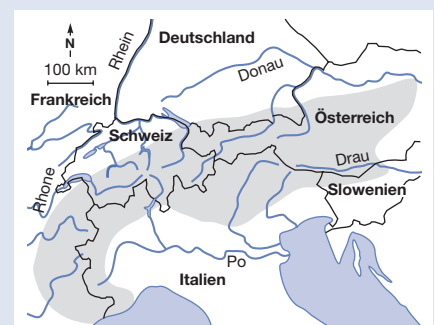 N
100 km
Rhein
Deutschland
Donau
Frankreich
Schweiz
Österreich
Rhone
Drau
Slowenien
Po
Italien